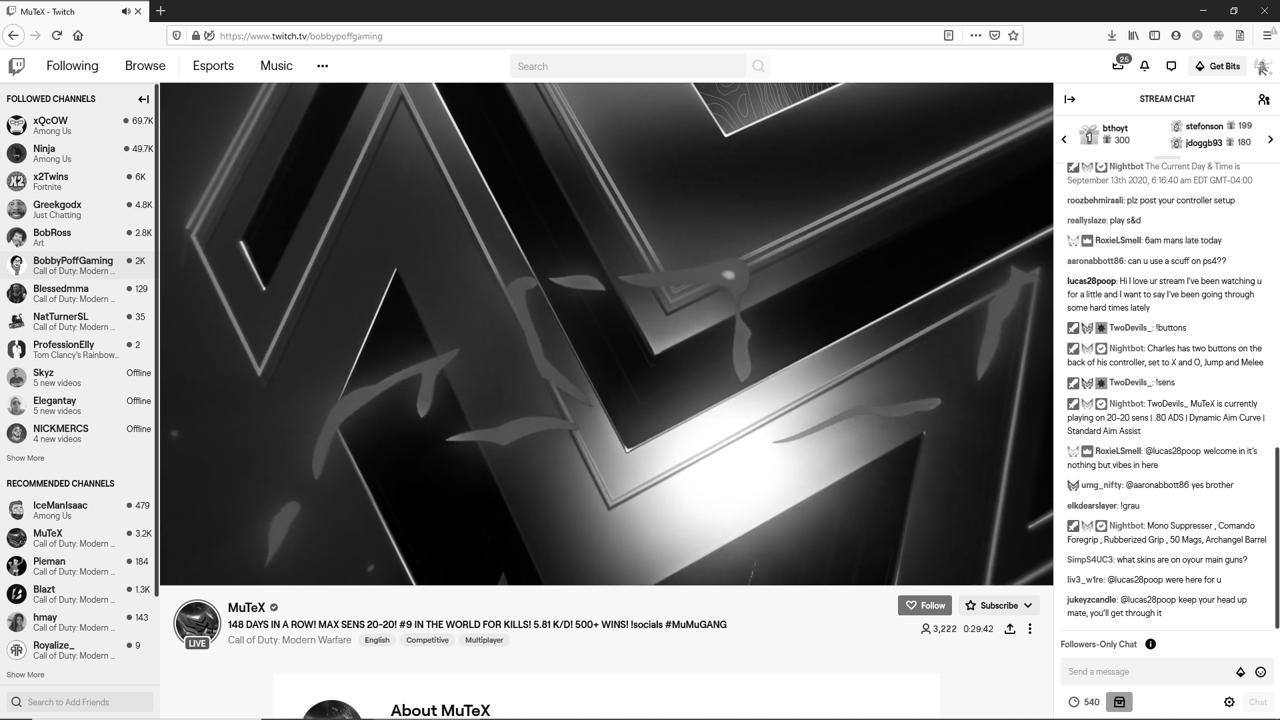 MuTeX - Twitch
https://www.twitch.tv/bobbypoffgaming
Following
Browse
Esports
Music
Search
25
Get Bits
FOLLOWED CHANNELS
xQcOW 69.7K
Among Us
Ninja 49.7K
Among Us
x2Twins 6K
Fortnite
Greekgodx 4.8K
Just Chatting
BobRoss 2.8K
Art
BobbyPoffGaming 2K
Call of Duty: Modern ...
Blessedmma 129
Call of Duty: Modern ...
NatTurnerSL 35
Call of Duty: Modern ...
ProfessionElly 2
Tom Clancy's Rainbow...
Skyz Offline
5 new videos
Elegantay Offline
5 new videos
NICKMERCS Offline
4 new videos
Show More
RECOMMENDED CHANNELS
IceManIsaac 479
Among Us
MuTeX 3.2K
Call of Duty: Modern ...
Pieman 184
Call of Duty: Modern ...
Blazt 1.3K
Call of Duty: Modern ...
hmay 143
Call of Duty: Modern ...
Royalize_ 9
Call of Duty: Modern ...
Show More
Search to Add Friends
LIVE
MuTeX
148 DAYS IN A ROW! MAX SENS 20-20! #9 IN THE WORLD FOR KILLS! 5.81 K/D! 500+ WINS! !socials #MuMuGANG
Call of Duty: Modern Warfare English Competitive Multiplayer
Follow
Subscribe
3,222 0:29:42
About MuTeX
STREAM CHAT
1 bthoyt
300
stefonson 199
jdoggb93 180
Nightbot The Current Day & Time is
September 13th 2020, 6:16:40 am EDT GMT-04:00
roozbehmiraali: plz post your controller setup
reallyslaze: play s&d
RoxieLSmell: 6am mans late today
aaronabbott86: can u use a scuff on ps4??
lucas28poop: Hi I love ur stream I've been watching u
for a little and I want to say I've been going through
some hard times lately
TwoDevils_: !buttons
Nightbot: Charles has two buttons on the
back of his controller, set to X and O, Jump and Melee
TwoDevils_: !sens
Nightbot: TwoDevils_ MuTeX is currently
playing on 20-20 sens | .80 ADS | Dynamic Aim Curve |
Standard Aim Assist
RoxieLSmell: @lucas28poop welcome in it's
nothing but vibes in here
umg_nifty: @aaronabbott86 yes brother
elkdearslayer: !grau
Nightbot: Mono Suppresser , Comando
Foregrip , Rubberized Grip , 50 Mags, Archangel Barrel
SimpS4UC3: what skins are on oyour main guns?
liv3_w1re: @lucas28poop were here for u
jukeyzcandle: @lucas28poop keep your head up
mate, you'll get through it
Followers-Only Chat
Send a message
540
Chat